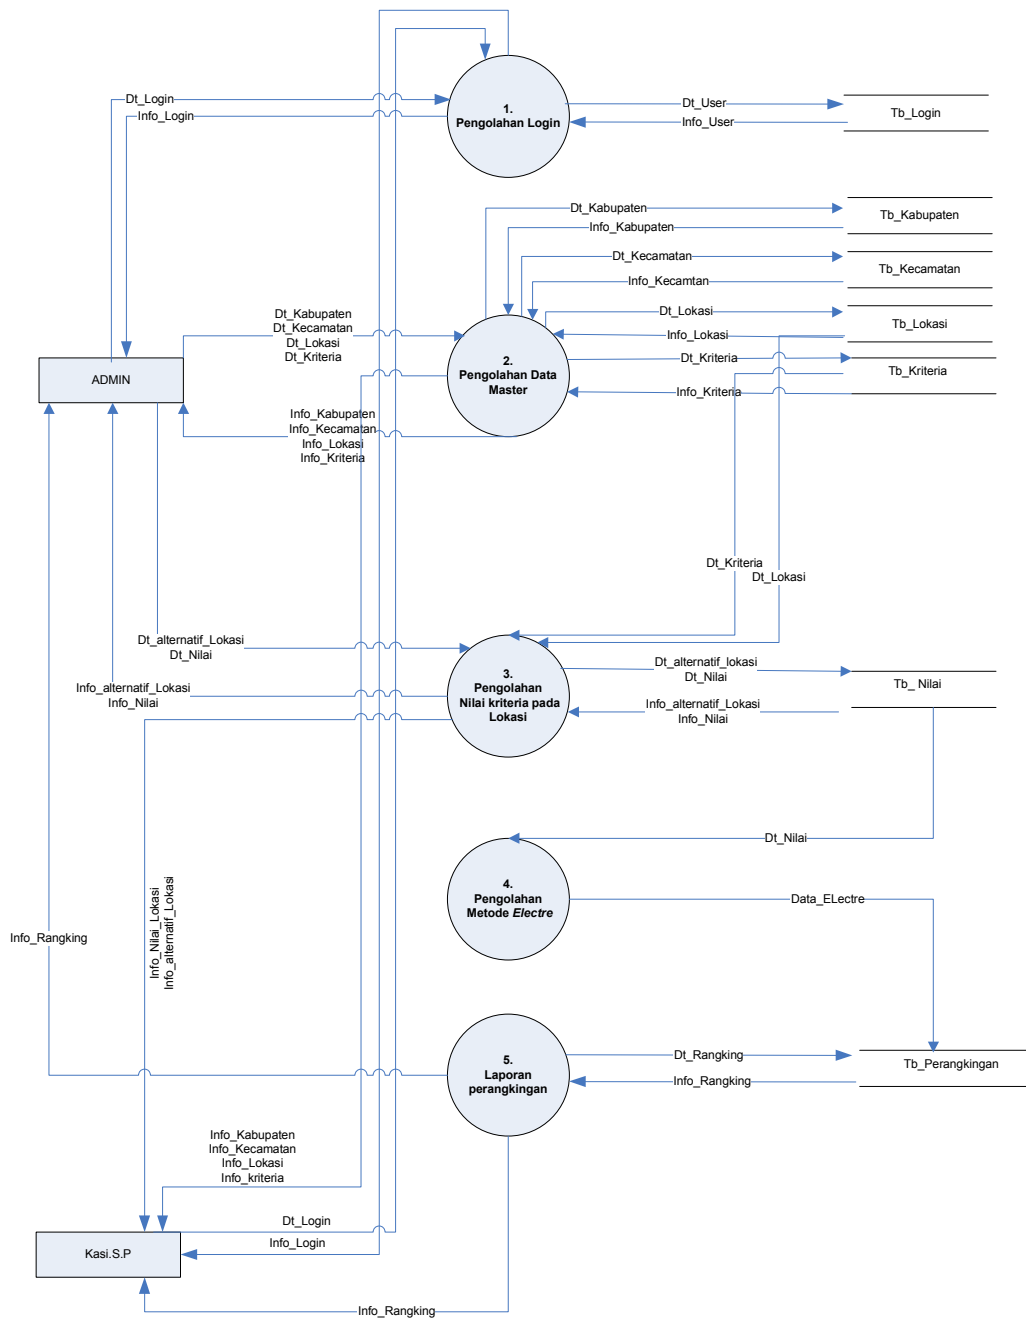 Dt_Login
Info_Login
1.
Pengolahan Login
Dt_User
Info_User
Tb_Login
Dt_Kabupaten
Info_Kabupaten
Tb_Kabupaten
Dt_Kecamatan
Info_Kecamtan
Tb_Kecamatan
Dt_Lokasi
Info_Lokasi
Tb_Lokasi
Dt_Kriteria
Info_Kriteria
Tb_Kriteria
Dt_Kabupaten
Dt_Kecamatan
Dt_Lokasi
Dt_Kriteria
2.
Pengolahan Data
Master
ADMIN
Info_Kabupaten
Info_Kecamatan
Info_Lokasi
Info_Kriteria
Dt_Kriteria
Dt_Lokasi
Dt_alternatif_Lokasi
Dt_Nilai
Info_alternatif_Lokasi
Info_Nilai
3.
Pengolahan
Nilai kriteria pada
Lokasi
Dt_alternatif_lokasi
Dt_Nilai
Info_alternatif_Lokasi
Info_Nilai
Tb_ Nilai
Dt_Nilai
4.
Pengolahan
Metode Electre
Data_ELectre
Info_Nilai_Lokasi
Info_alternatif_Lokasi
Info_Rangking
5.
Laporan
perangkingan
Dt_Rangking
Info_Rangking
Tb_Perangkingan
Info_Kabupaten
Info_Kecamatan
Info_Lokasi
Info_kriteria
Dt_Login
Info_Login
Kasi.S.P
Info_Rangking